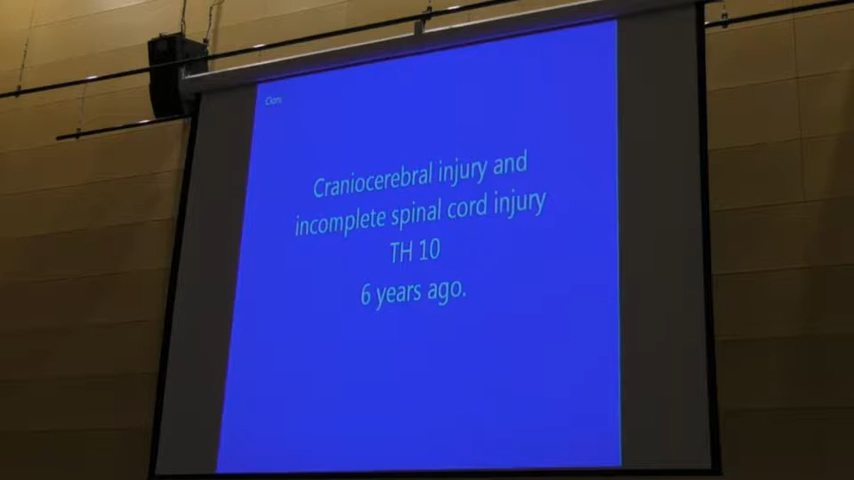 Craniocerebral injury and
incomplete spinal cord injury
TH 10
6 years ago.